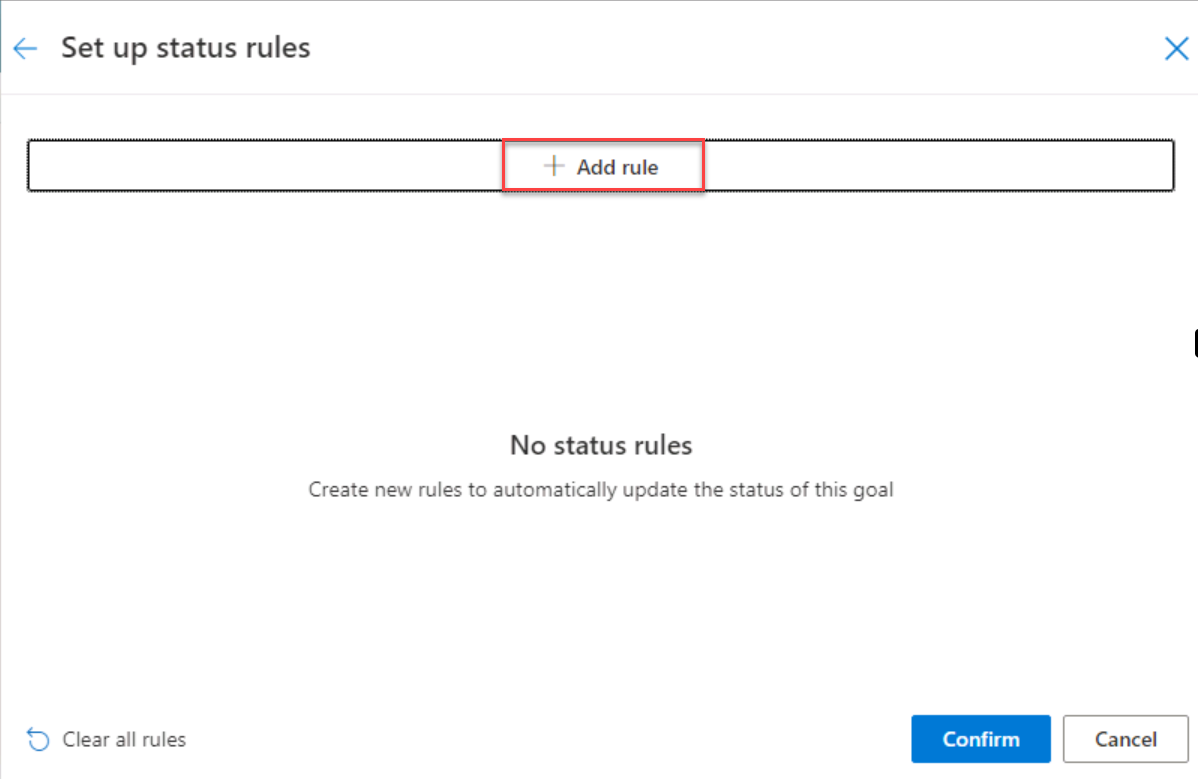 Set up status rules
Add rule
No status rules
Create new rules to automatically update the status of this goal
Clear all rules
Confirm
Cancel